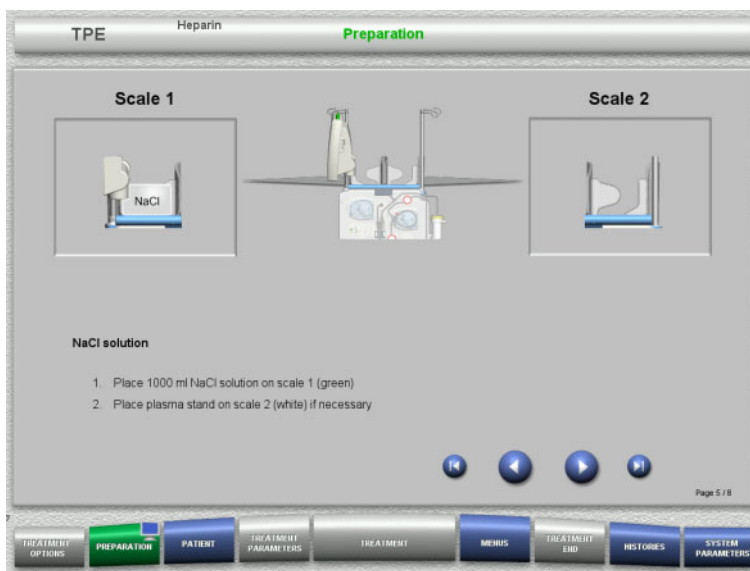 TPE
Heparin
Preparation
Scale 1
Scale 2
NaCl
NaCl solution
1. Place 1000 ml NaCl solution on scale 1 (green)
2. Place plasma stand on scale 2 (white) if necessary
Page 5 / 8
TREATMENT
OPTIONS
PREPARATION
PATIENT
TREATMENT
PARAMETERS
TREATMENT
MENUS
TREATMENT
END
HISTORIES
SYSTEM
PARAMETERS